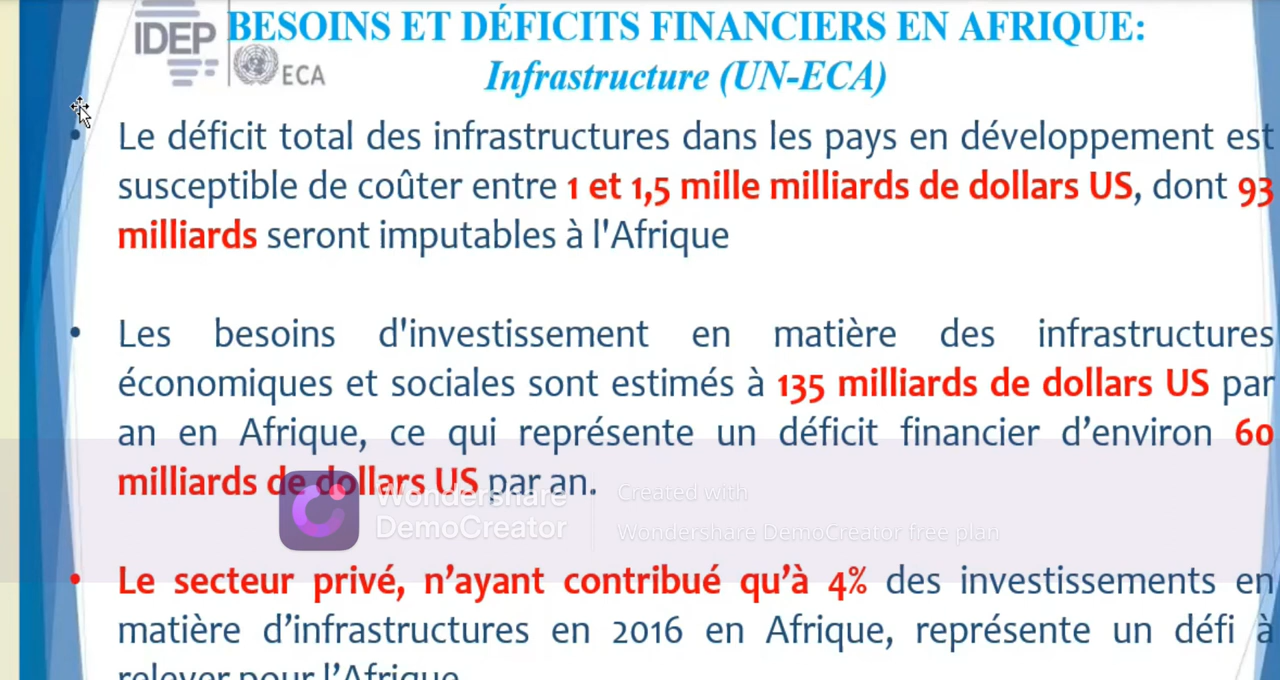 IDEP
ECA
BESOINS ET DÉFICITS FINANCIERS EN AFRIQUE:
Infrastructure (UN-ECA)
• Le déficit total des infrastructures dans les pays en développement est
susceptible de coûter entre 1 et 1,5 mille milliards de dollars US, dont 93
milliards seront imputables à l'Afrique
• Les besoins d'investissement en matière des infrastructures
économiques et sociales sont estimés à 135 milliards de dollars US par
an en Afrique, ce qui représente un déficit financier d’environ 60
milliards de dollars US par an.
Wondershare
DemoCreator
Created with
Wondershare DemoCreator free plan
• Le secteur privé, n’ayant contribué qu’à 4% des investissements en
matière d’infrastructures en 2016 en Afrique, représente un défi à
relever pour l’Afrique